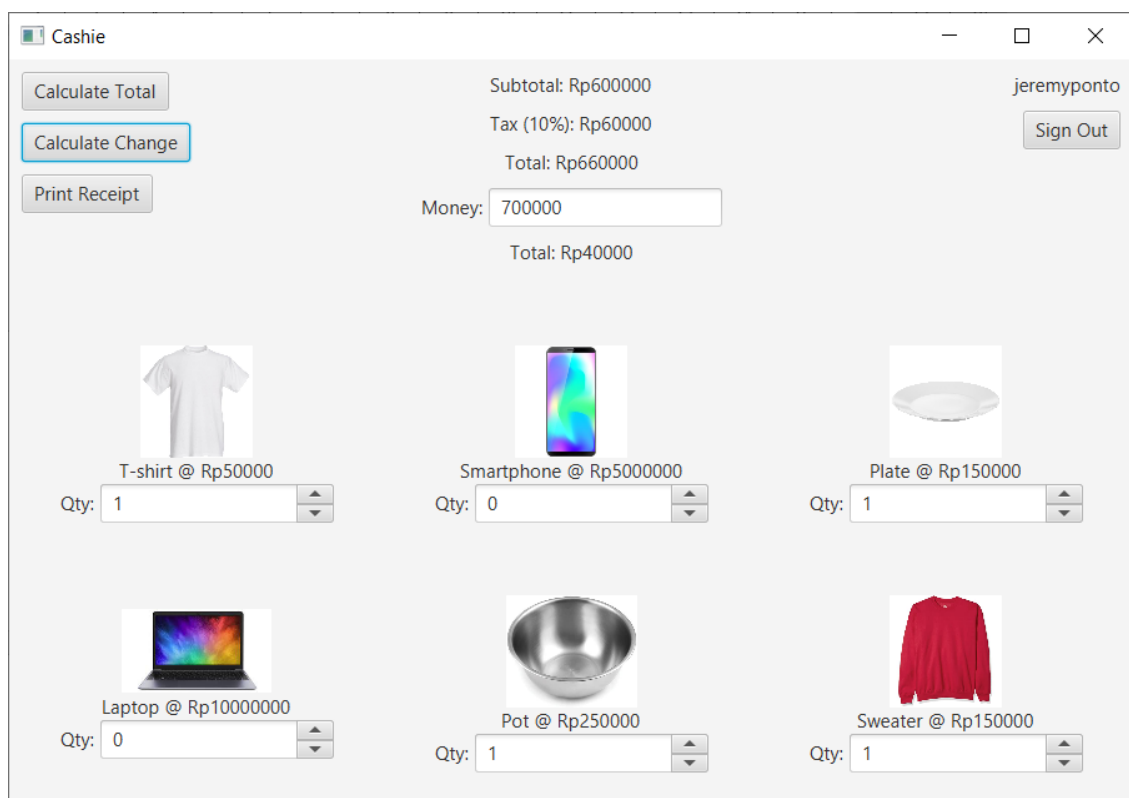 Cashie
Calculate Total
Calculate Change
Print Receipt
Subtotal: Rp600000
Tax (10%): Rp60000
Total: Rp660000
Money: 700000
Total: Rp40000
jeremyponto
Sign Out
T-shirt @ Rp50000
Qty: 1
Smartphone @ Rp5000000
Qty: 0
Plate @ Rp150000
Qty: 1
Laptop @ Rp10000000
Qty: 0
Pot @ Rp250000
Qty: 1
Sweater @ Rp150000
Qty: 1